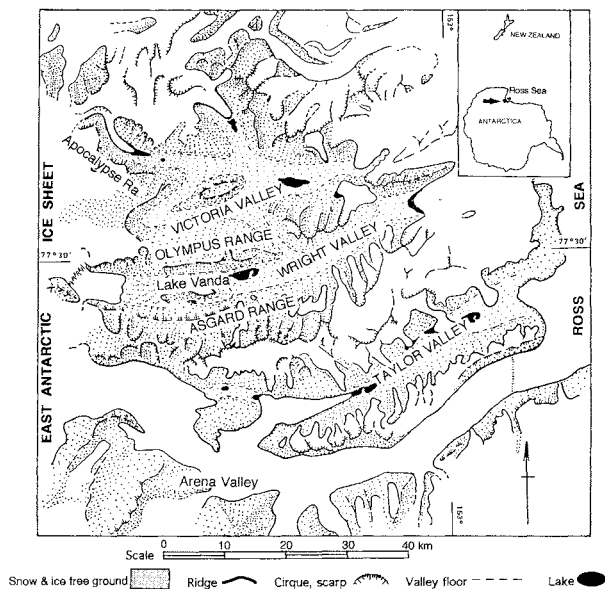 153°
NEW ZEALAND
Ross Sea
ANTARCTICA
Apocalypse Ra.
VICTORIA VALLEY
OLYMPUS RANGE
WRIGHT VALLEY
Lake Vanda
ASGARD RANGE
TAYLOR VALLEY
Arena Valley
EAST ANTARCTIC ICE SHEET
77°30'
77°30'
ROSS SEA
153°
Scale 0 10 20 30 40 km
Snow & ice free ground Ridge Cirque, scarp Valley floor Lake